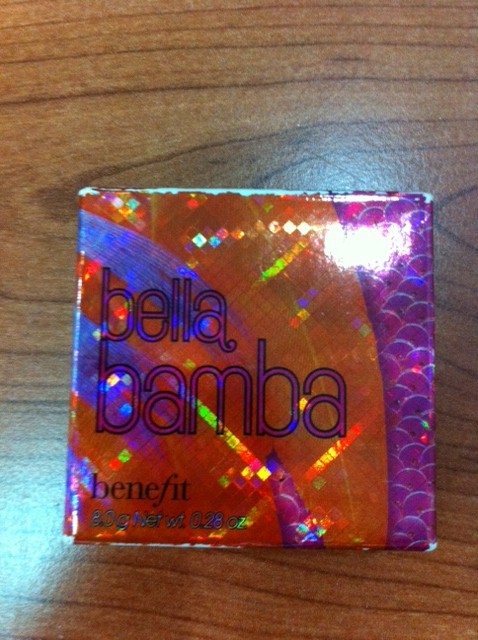 bella
bamba
benefit
8.0 g Net wt. 0.28 oz